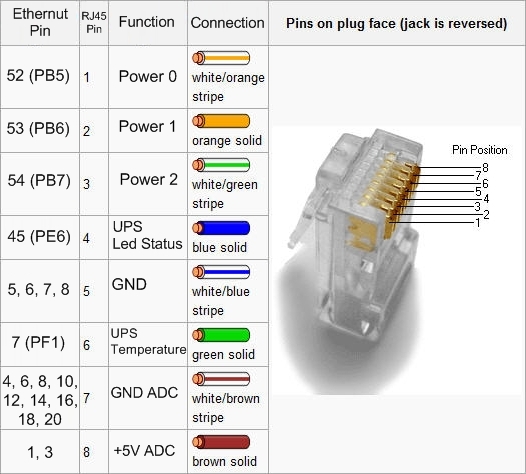 Ethernut
Pin
RJ45
Pin
Function
Connection
Pins on plug face (jack is reversed)
52 (PB5)
1
Power 0
white/orange
stripe
53 (PB6)
2
Power 1
orange solid
54 (PB7)
3
Power 2
white/green
stripe
45 (PE6)
4
UPS
Led Status
blue solid
5, 6, 7, 8
5
GND
white/blue
stripe
7 (PF1)
6
UPS
Temperature
green solid
4, 6, 8, 10,
12, 14, 16,
18, 20
7
GND ADC
white/brown
stripe
1, 3
8
+5V ADC
brown solid
Pin Position
8
7
6
5
4
3
2
1